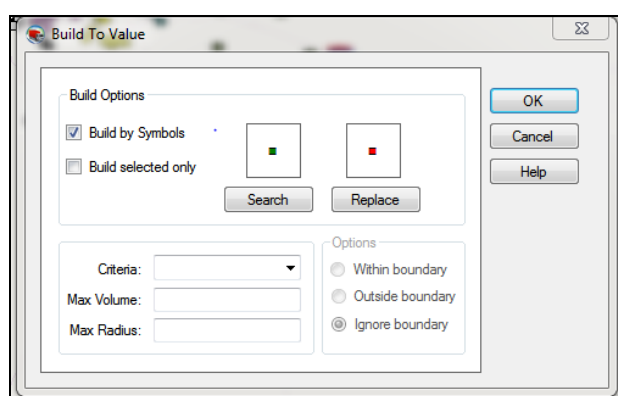 Build To Value
Build Options
Build by Symbols
Build selected only
Search
Replace
OK
Cancel
Help
Criteria:
Max Volume:
Max Radius:
Options
Within boundary
Outside boundary
Ignore boundary